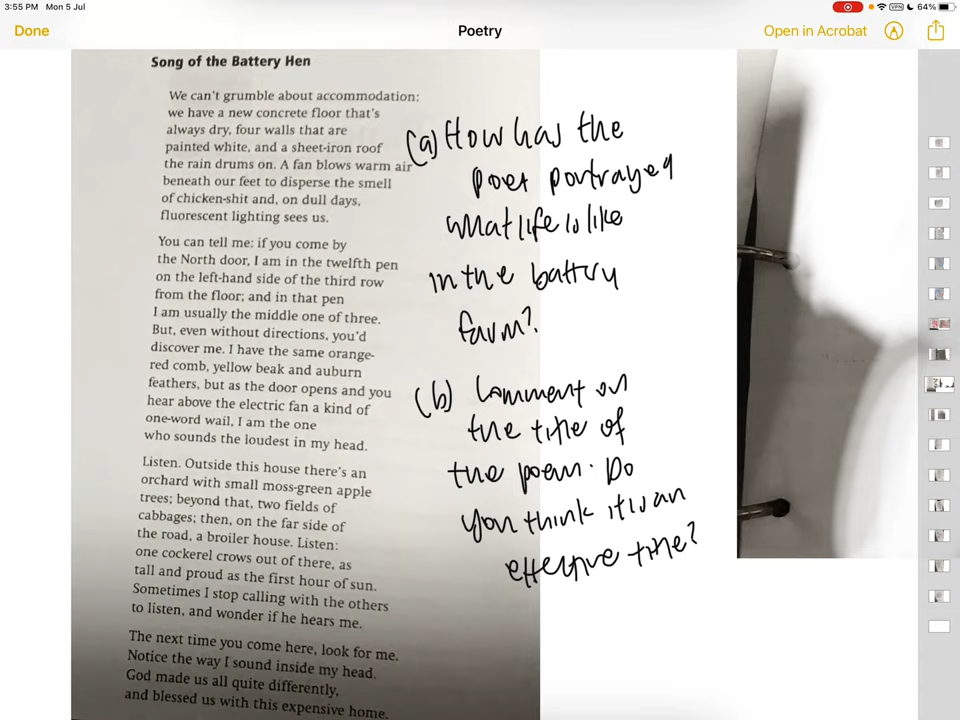 3:55 PM Mon 5 Jul
VPN 64%
Done
Poetry
Open in Acrobat
Song of the Battery Hen
We can't grumble about accommodation:
we have a new concrete floor that's
always dry, four walls that are
painted white, and a sheet-iron roof
the rain drums on. A fan blows warm air
beneath our feet to disperse the smell
of chicken-shit and, on dull days,
fluorescent lighting sees us.
You can tell me: if you come by
the North door, I am in the twelfth pen
on the left-hand side of the third row
from the floor; and in that pen
I am usually the middle one of three.
But, even without directions, you'd
discover me. I have the same orange-
red comb, yellow beak and auburn
feathers, but as the door opens and you
hear above the electric fan a kind of
one-word wail, I am the one
who sounds the loudest in my head.
Listen. Outside this house there's an
orchard with small moss-green apple
trees; beyond that, two fields of
cabbages; then, on the far side of
the road, a broiler house. Listen:
one cockerel crows out of there, as
tall and proud as the first hour of sun.
Sometimes I stop calling with the others
to listen, and wonder if he hears me.
The next time you come here, look for me.
Notice the way I sound inside my head.
God made us all quite differently,
and blessed us with this expensive home.
(a) How has the
poet portrayed
what life is like
in the battery
farm?
(b) Comment on
the title of
the poem. Do
you think it is an
effective title?